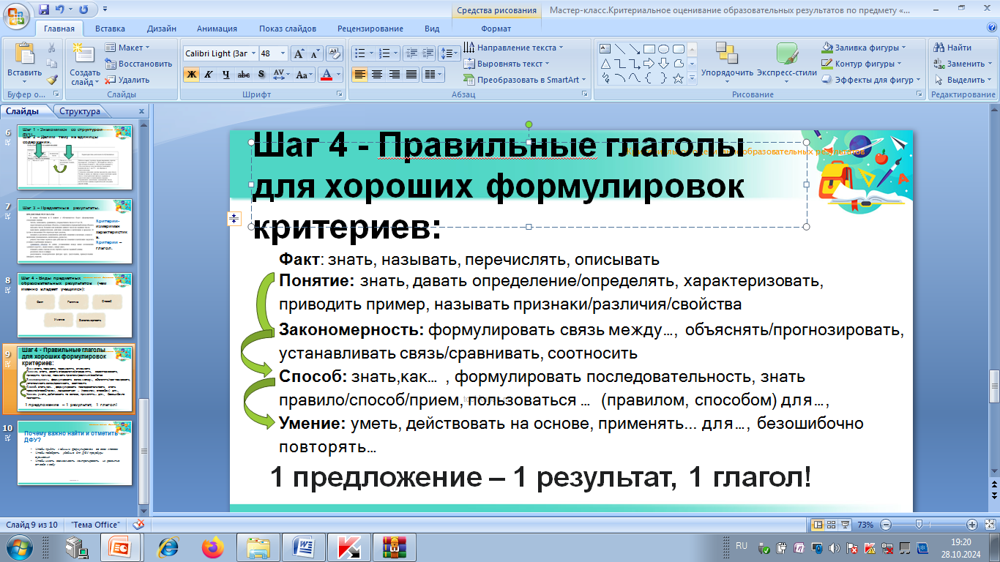 Средства рисования
Мастер-класс.Критериальное оценивание образовательных результатов по предмету «...
Главная Вставка Дизайн Анимация Показ слайдов Рецензирование Вид Формат
Вставить
Буфер о...
Создать слайд
Макет
Восстановить
Удалить
Слайды
Calibri Light (Заг 48
Ж К Ч abc S AV Aa A
Шрифт
Направление текста
Выровнять текст
Преобразовать в SmartArt
Абзац
Упорядочить
Экспресс-стили
Заливка фигуры
Контур фигуры
Эффекты для фигур
Рисование
Найти
Заменить
Выделить
Редактирование
Слайды Структура
6
Шаг 1 - Знакомимся со структурой
Шаг 2 – Делим тему на единицы
содержания.
7
Шаг 3 – Предметные результаты.
Критерии-
измеримая
характеристик
а.
Критерии –
глагол.
8
Шаг 4 - Виды предметных
образовательных результатов (чем
именно владеет учащийся):
Факт Понятие Способ
Умение Закономерность
9
Шаг 4 - Правильные глаголы
для хороших формулировок
критериев:
1 предложение – 1 результат, 1 глагол!
10
Почему важно найти и отметить
ДФУ?
Шаг 4 - Правильные глаголы
для хороших формулировок
критериев:
образовательных результатов
Факт: знать, называть, перечислять, описывать
Понятие: знать, давать определение/определять, характеризовать,
приводить пример, называть признаки/различия/свойства
Закономерность: формулировать связь между…, объяснять/прогнозировать,
устанавливать связь/сравнивать, соотносить
Способ: знать,как… , формулировать последовательность, знать
правило/способ/прием, пользоваться … (правилом, способом) для…,
Умение: уметь, действовать на основе, применять... для…, безошибочно
повторять…
1 предложение – 1 результат, 1 глагол!
Слайд 9 из 10 "Тема Office" 73%
RU
19:20
28.10.2024